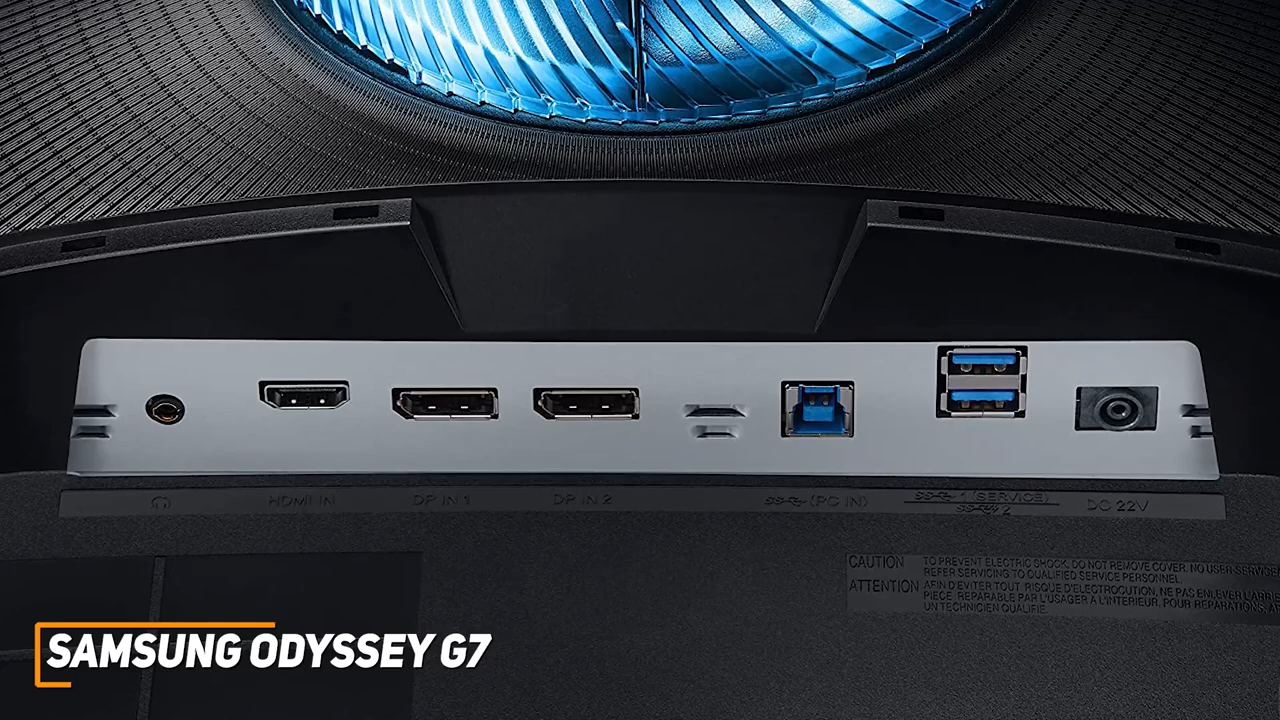 HDMI IN
DP IN 1
DP IN 2
(PC IN)
1 (SERVICE)
2
DC 22V
CAUTION TO PREVENT ELECTRIC SHOCK, DO NOT REMOVE COVER. NO USER SERVICE
REFER SERVICING TO QUALIFIED SERVICE PERSONNEL.
ATTENTION AFIN D'EVITER TOUT RISQUE D'ELECTROCUTION, NE PAS ENLEVER L'ARRIE
PIECE REPARABLE PAR L'USAGER A L'INTERIEUR. POUR REPARATIONS, A
UN TECHNICIEN QUALIFIE.
SAMSUNG ODYSSEY G7